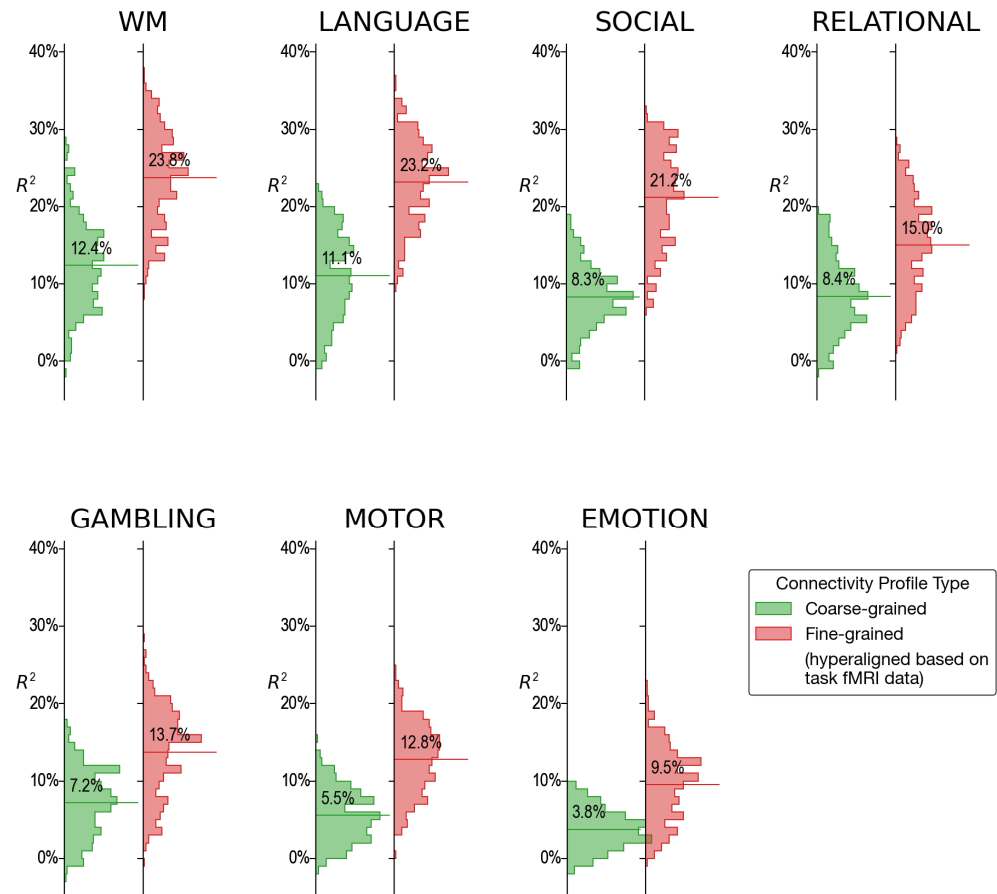 WM LANGUAGE SOCIAL RELATIONAL
40% 40% 40% 40%
30% 30% 30% 30%
23.8% 23.2% 21.2% 15.0%
R² R² R² R²
20% 20% 20% 20%
12.4% 11.1% 8.3% 8.4%
10% 10% 10% 10%
0% 0% 0% 0%
GAMBLING MOTOR EMOTION
40% 40% 40%
30% 30% 30%
R² R² R²
20% 20% 20%
13.7% 12.8% 9.5%
10% 10% 10%
7.2% 5.5% 3.8%
0% 0% 0%
Connectivity Profile Type
Coarse-grained
Fine-grained
(hyperaligned based on
task fMRI data)